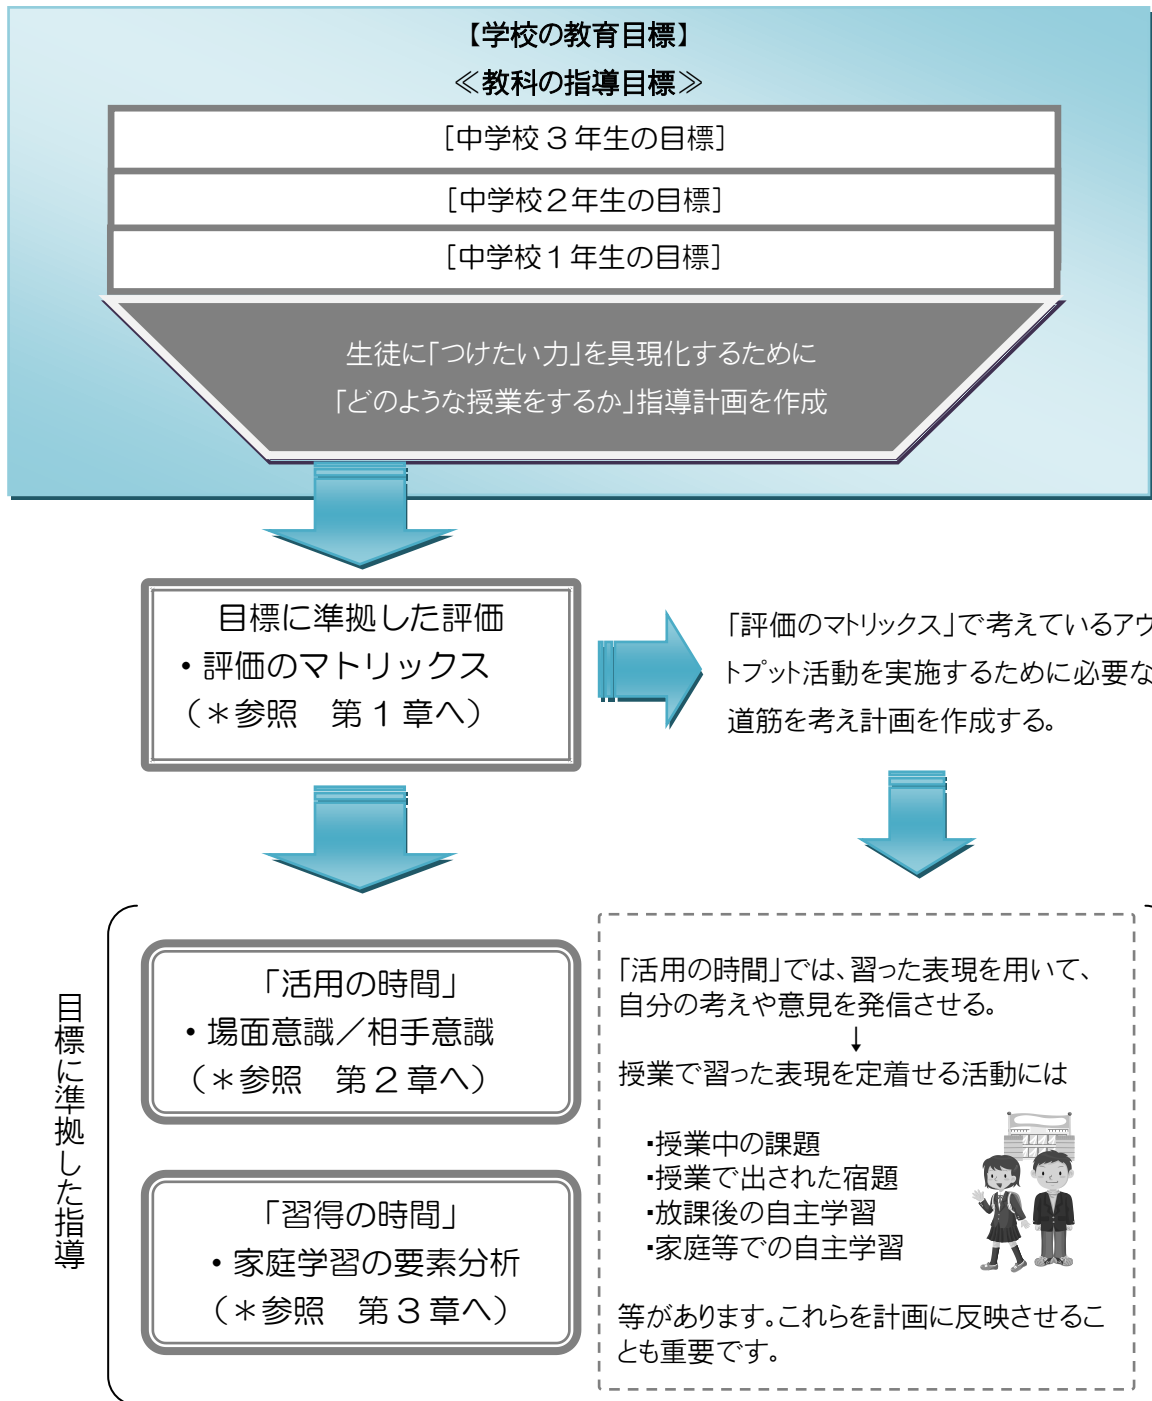 【学校の教育目標】
≪教科の指導目標≫
［中学校３年生の目標］
［中学校２年生の目標］
［中学校１年生の目標］
生徒に「つけたい力」を具現化するために
「どのような授業をするか」指導計画を作成
目標に準拠した評価
・評価のマトリックス
（＊参照　第１章へ）
「評価のマトリックス」で考えているアウ
トプット活動を実施するために必要な
道筋を考え計画を作成する。
目標に準拠した指導
「活用の時間」
・場面意識／相手意識
（＊参照　第２章へ）
「習得の時間」
・家庭学習の要素分析
（＊参照　第３章へ）
「活用の時間」では、習った表現を用いて、
自分の考えや意見を発信させる。
↓
授業で習った表現を定着せる活動には
・授業中の課題
・授業で出された宿題
・放課後の自主学習
・家庭等での自主学習
等があります。これらを計画に反映させるこ
とも重要です。